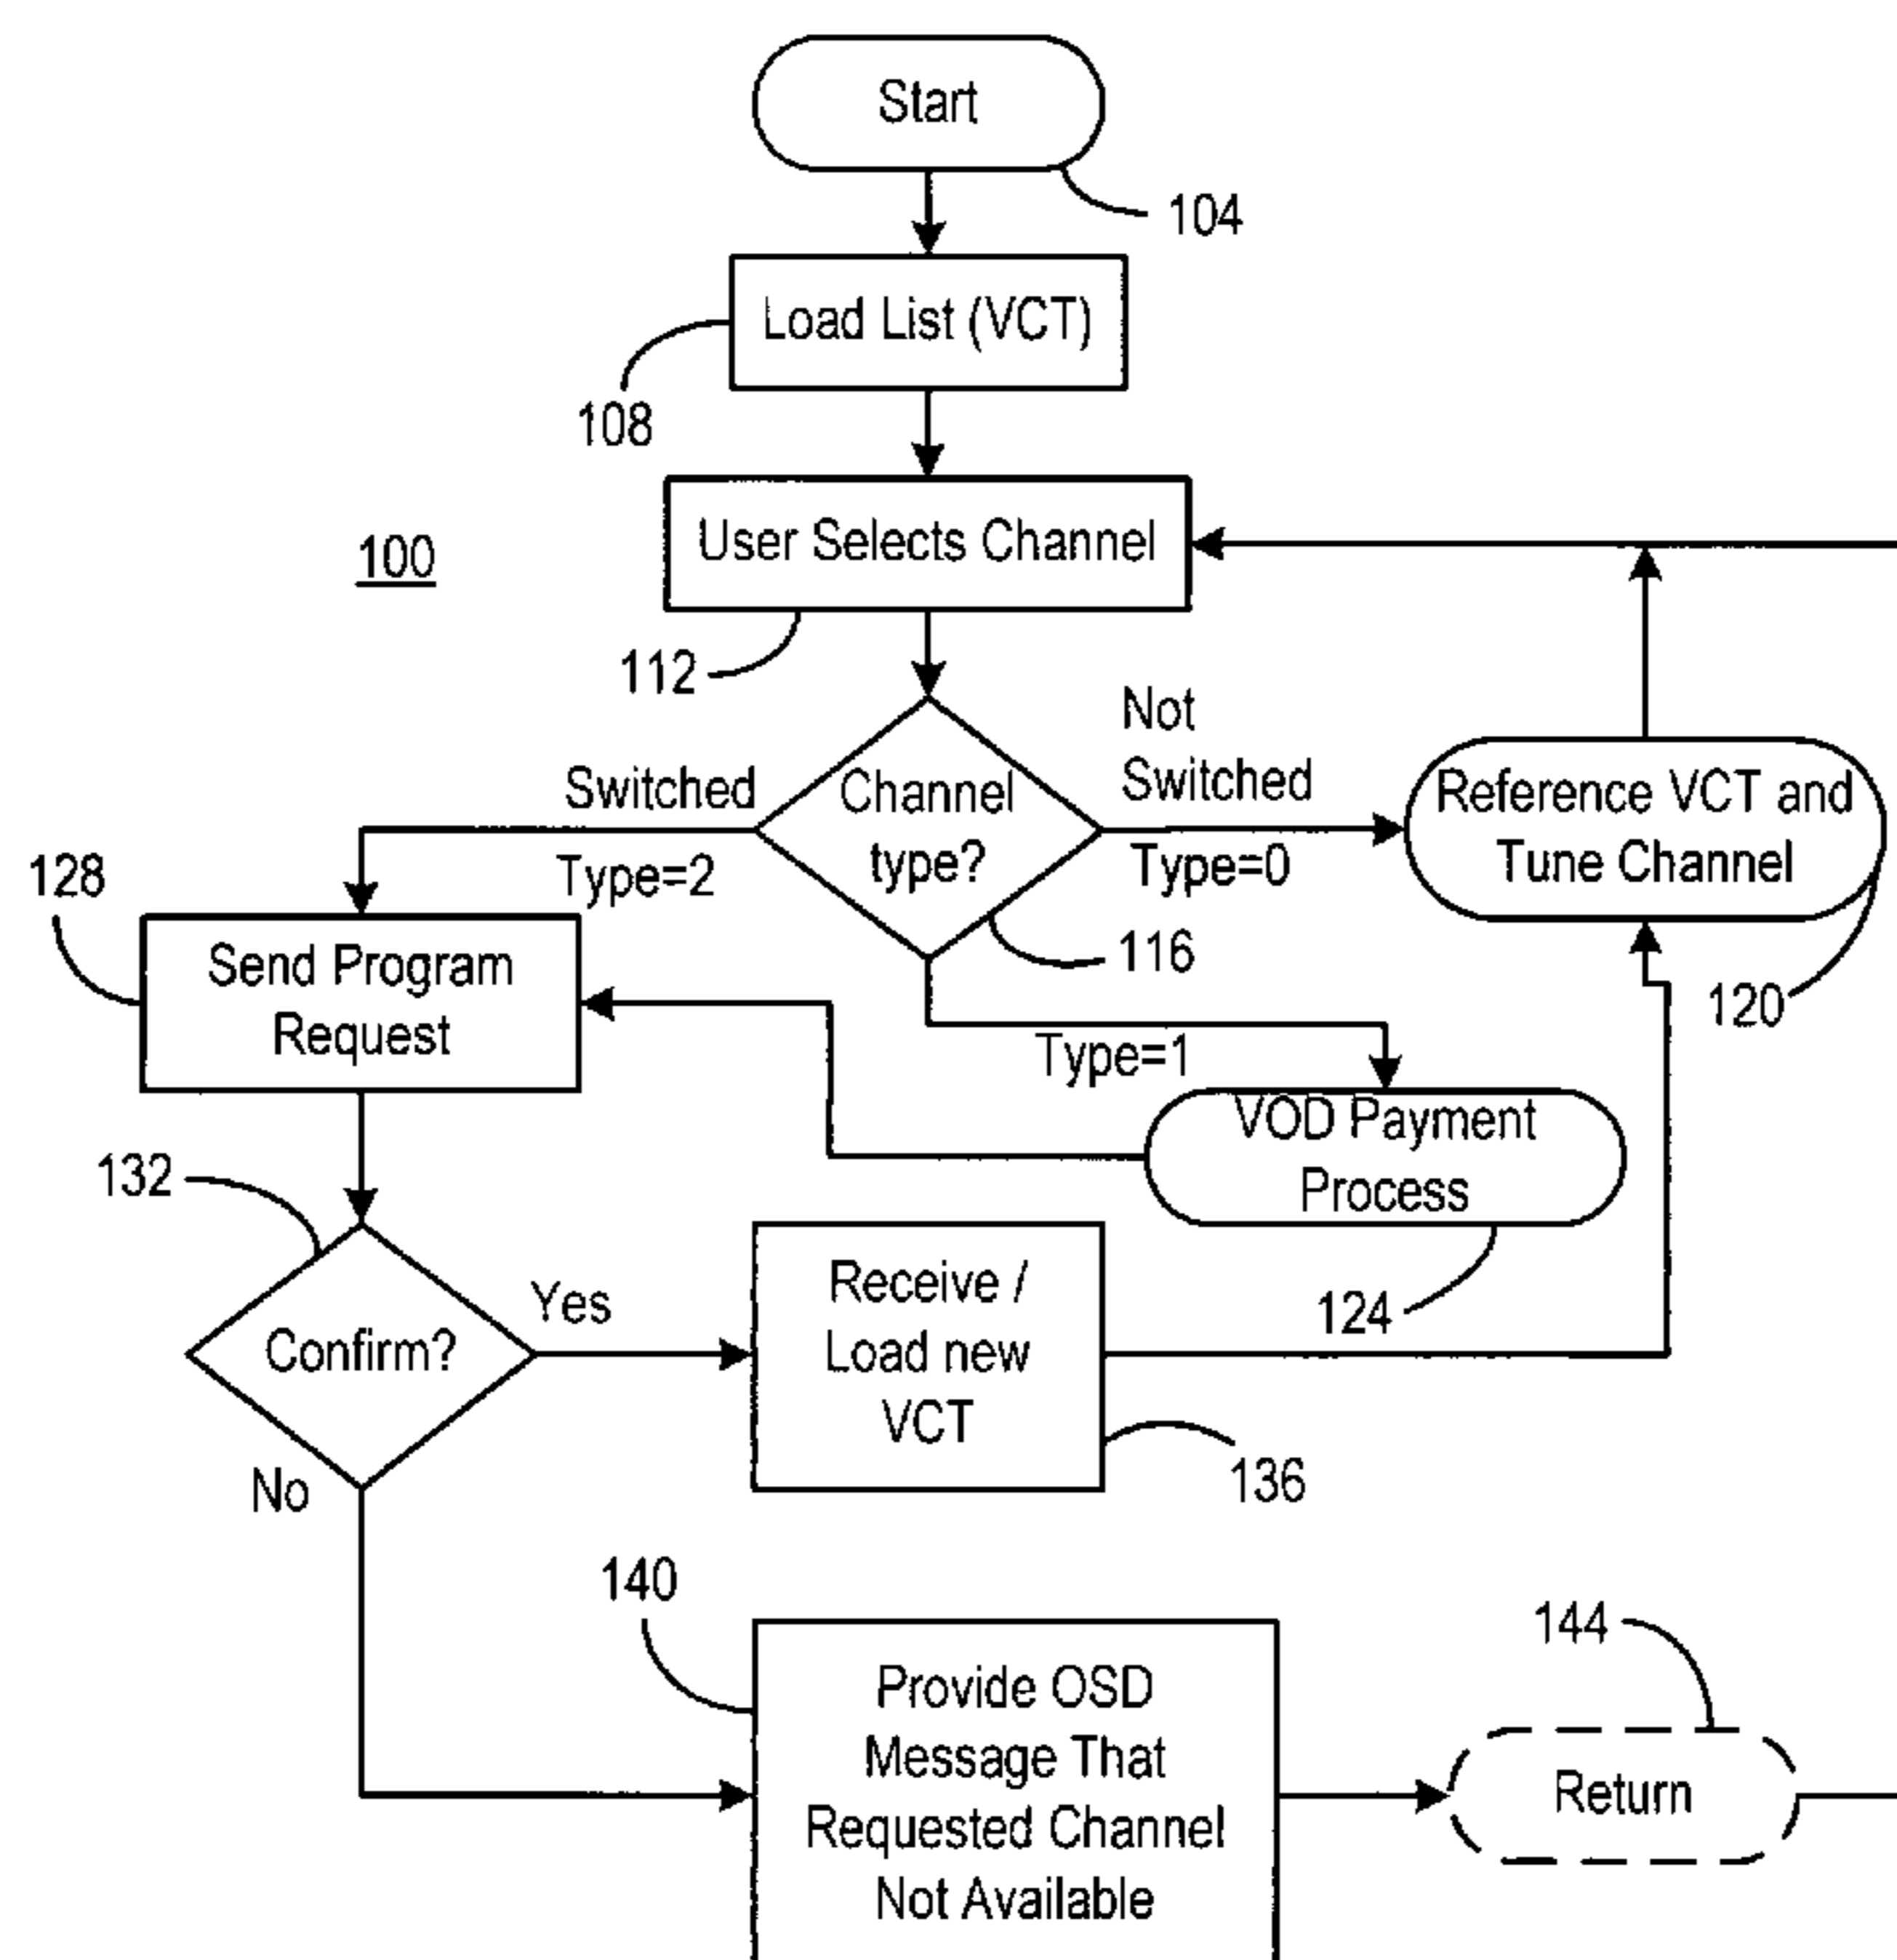 Start
104
Load List (VCT)
108
User Selects Channel
100
112
Not
Switched
Switched
Channel
type?
Type=2
Type=0
Reference VCT and
Tune Channel
128
116
120
Send Program
Request
Type=1
VOD Payment
Process
132
124
Confirm?
Yes
No
Receive /
Load new
VCT
136
140
144
Provide OSD
Message That
Requested Channel
Not Available
Return